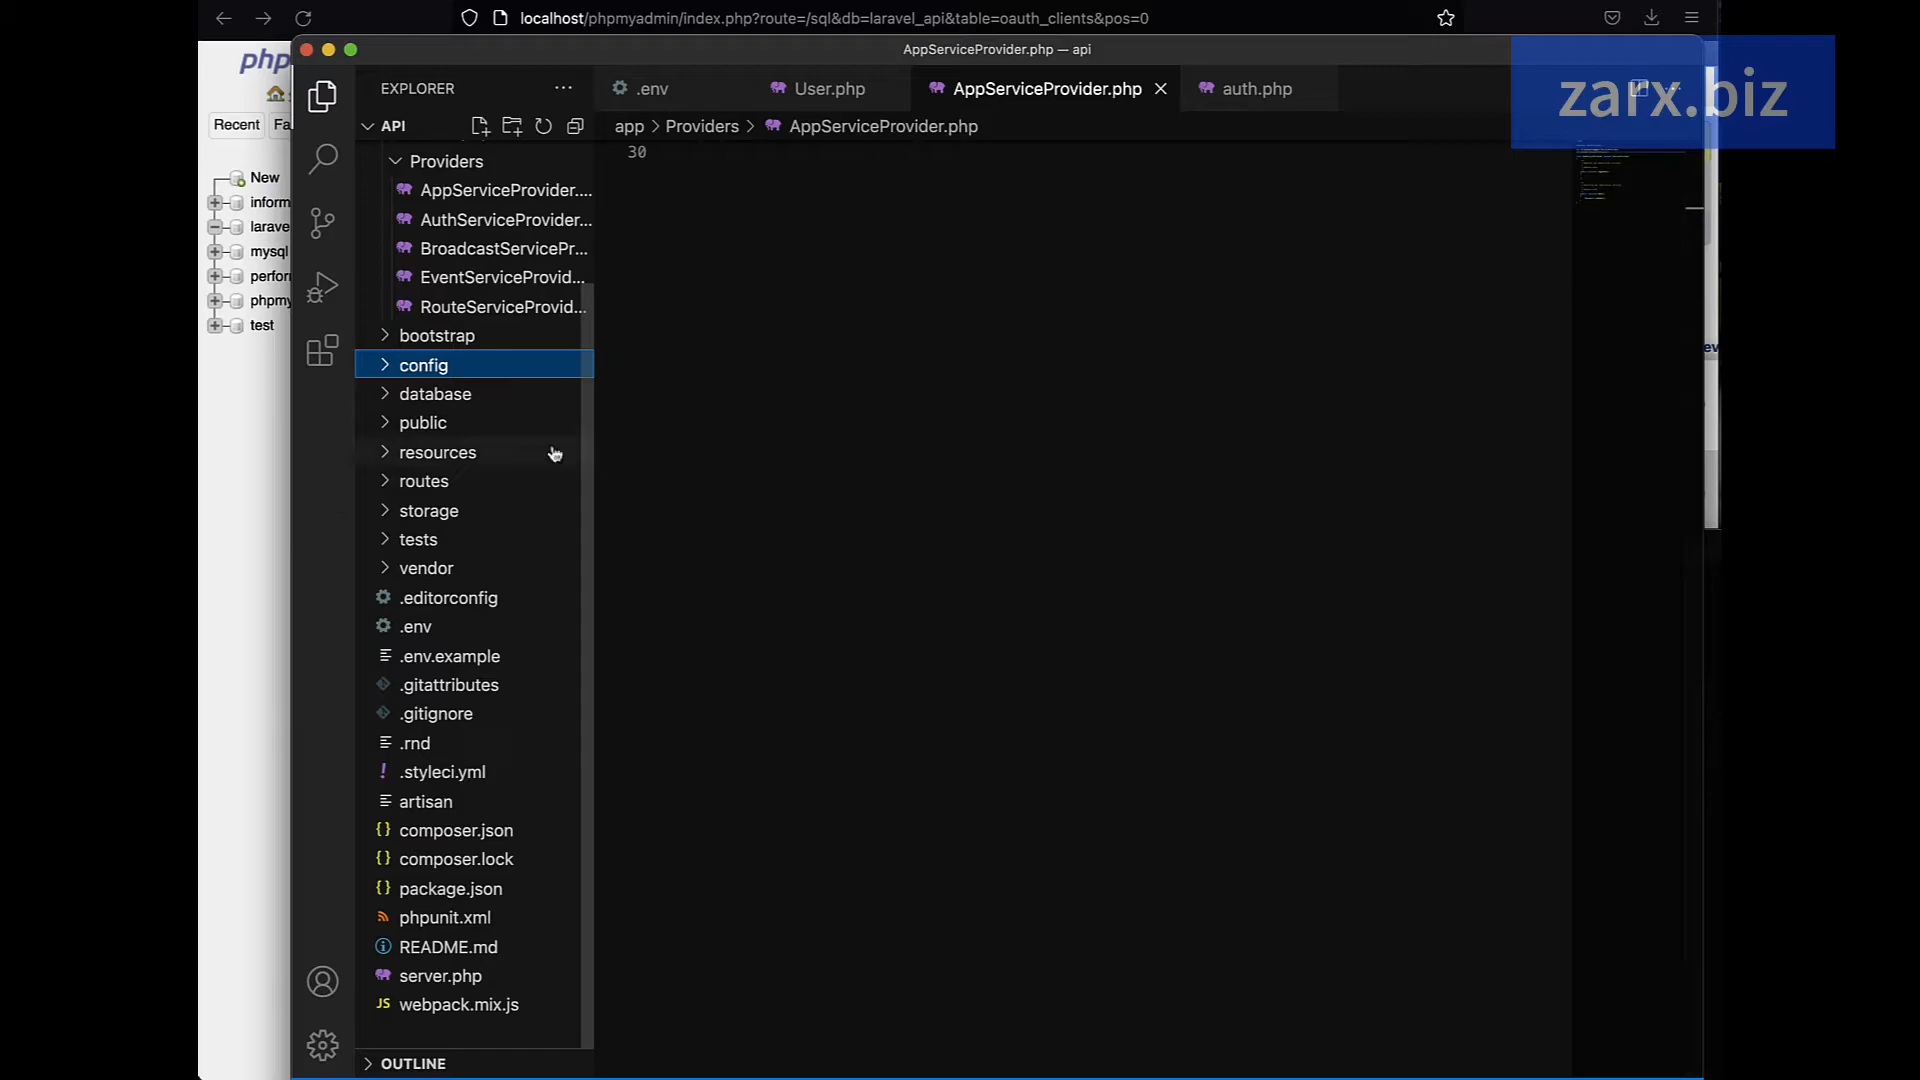 localhost/phpmyadmin/index.php?route=/sql&db=laravel_api&table=oauth_clients&pos=0
php
Recent
Fa
New
inform
larave
mysql
perforr
phpmy
test
AppServiceProvider.php — api
zarx.biz
EXPLORER
.env
User.php
AppServiceProvider.php
auth.php
API
app > Providers > AppServiceProvider.php
30
Providers
AppServiceProvider....
AuthServiceProvider...
BroadcastServicePr...
EventServiceProvid...
RouteServiceProvid...
bootstrap
config
database
public
resources
routes
storage
tests
vendor
.editorconfig
.env
.env.example
.gitattributes
.gitignore
.rnd
.styleci.yml
artisan
composer.json
composer.lock
package.json
phpunit.xml
README.md
server.php
webpack.mix.js
OUTLINE